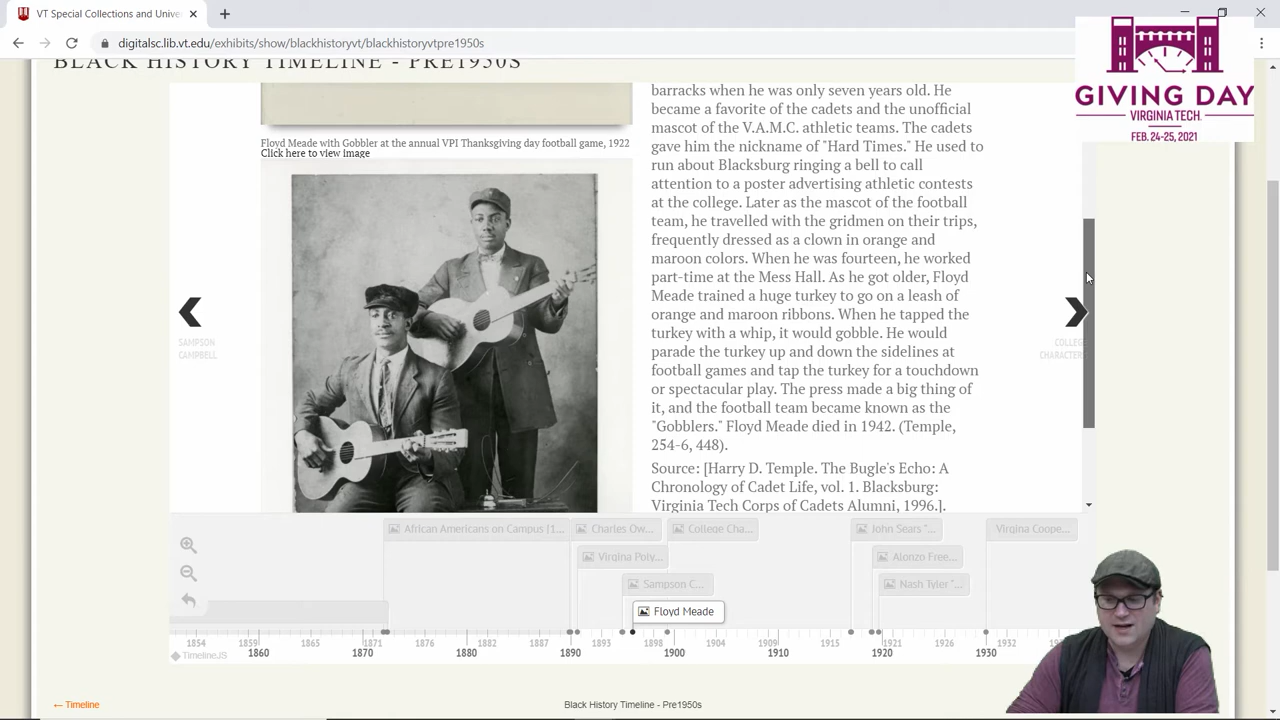 VT Special Collections and Unive
digitalsc.lib.vt.edu/exhibits/show/blackhistoryvt/blackhistoryvtpre1950s
GIVING DAY
VIRGINIA TECH
FEB. 24-25, 2021
BLACK HISTORY TIMELINE - PRE1950S
Floyd Meade with Gobbler at the annual VPI Thanksgiving day football game, 1922
Click here to view image
barracks when he was only seven years old. He
became a favorite of the cadets and the unofficial
mascot of the V.A.M.C. athletic teams. The cadets
gave him the nickname of "Hard Times." He used to
run about Blacksburg ringing a bell to call
attention to a poster advertising athletic contests
at the college. Later as the mascot of the football
team, he travelled with the gridmen on their trips,
frequently dressed as a clown in orange and
maroon colors. When he was fourteen, he worked
part-time at the Mess Hall. As he got older, Floyd
Meade trained a huge turkey to go on a leash of
orange and maroon ribbons. When he tapped the
turkey with a whip, it would gobble. He would
parade the turkey up and down the sidelines at
football games and tap the turkey for a touchdown
or spectacular play. The press made a big thing of
it, and the football team became known as the
"Gobblers." Floyd Meade died in 1942. (Temple,
254-6, 448).
Source: [Harry D. Temple. The Bugle's Echo: A
Chronology of Cadet Life, vol. 1. Blacksburg:
Virginia Tech Corps of Cadets Alumni, 1996.].
SAMPSON
CAMPBELL
COLLEGE
CHARACTER
African Americans on Campus [1...
Charles Ow...
College Cha...
John Sears "...
Virgina Coope...
Virgina Poly...
Alonzo Free...
Sampson C...
Nash Tyler "...
Floyd Meade
1854 1859 1865 1871 1876 1882 1887 1893 1898 1904 1909 1915 1921 1926 1932
1860 1870 1880 1890 1900 1910 1920 1930
TimelineJS
← Timeline
Black History Timeline - Pre1950s